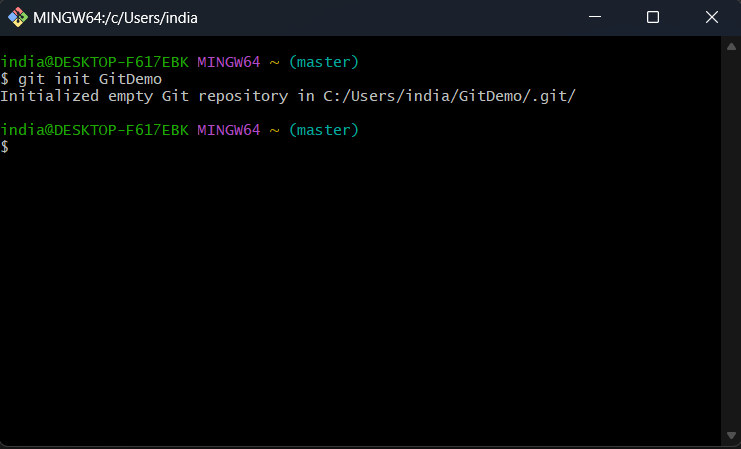 MINGW64:/c/Users/india
india@DESKTOP-F617EBK MINGW64 ~ (master)
$ git init GitDemo
Initialized empty Git repository in C:/Users/india/GitDemo/.git/
india@DESKTOP-F617EBK MINGW64 ~ (master)
$